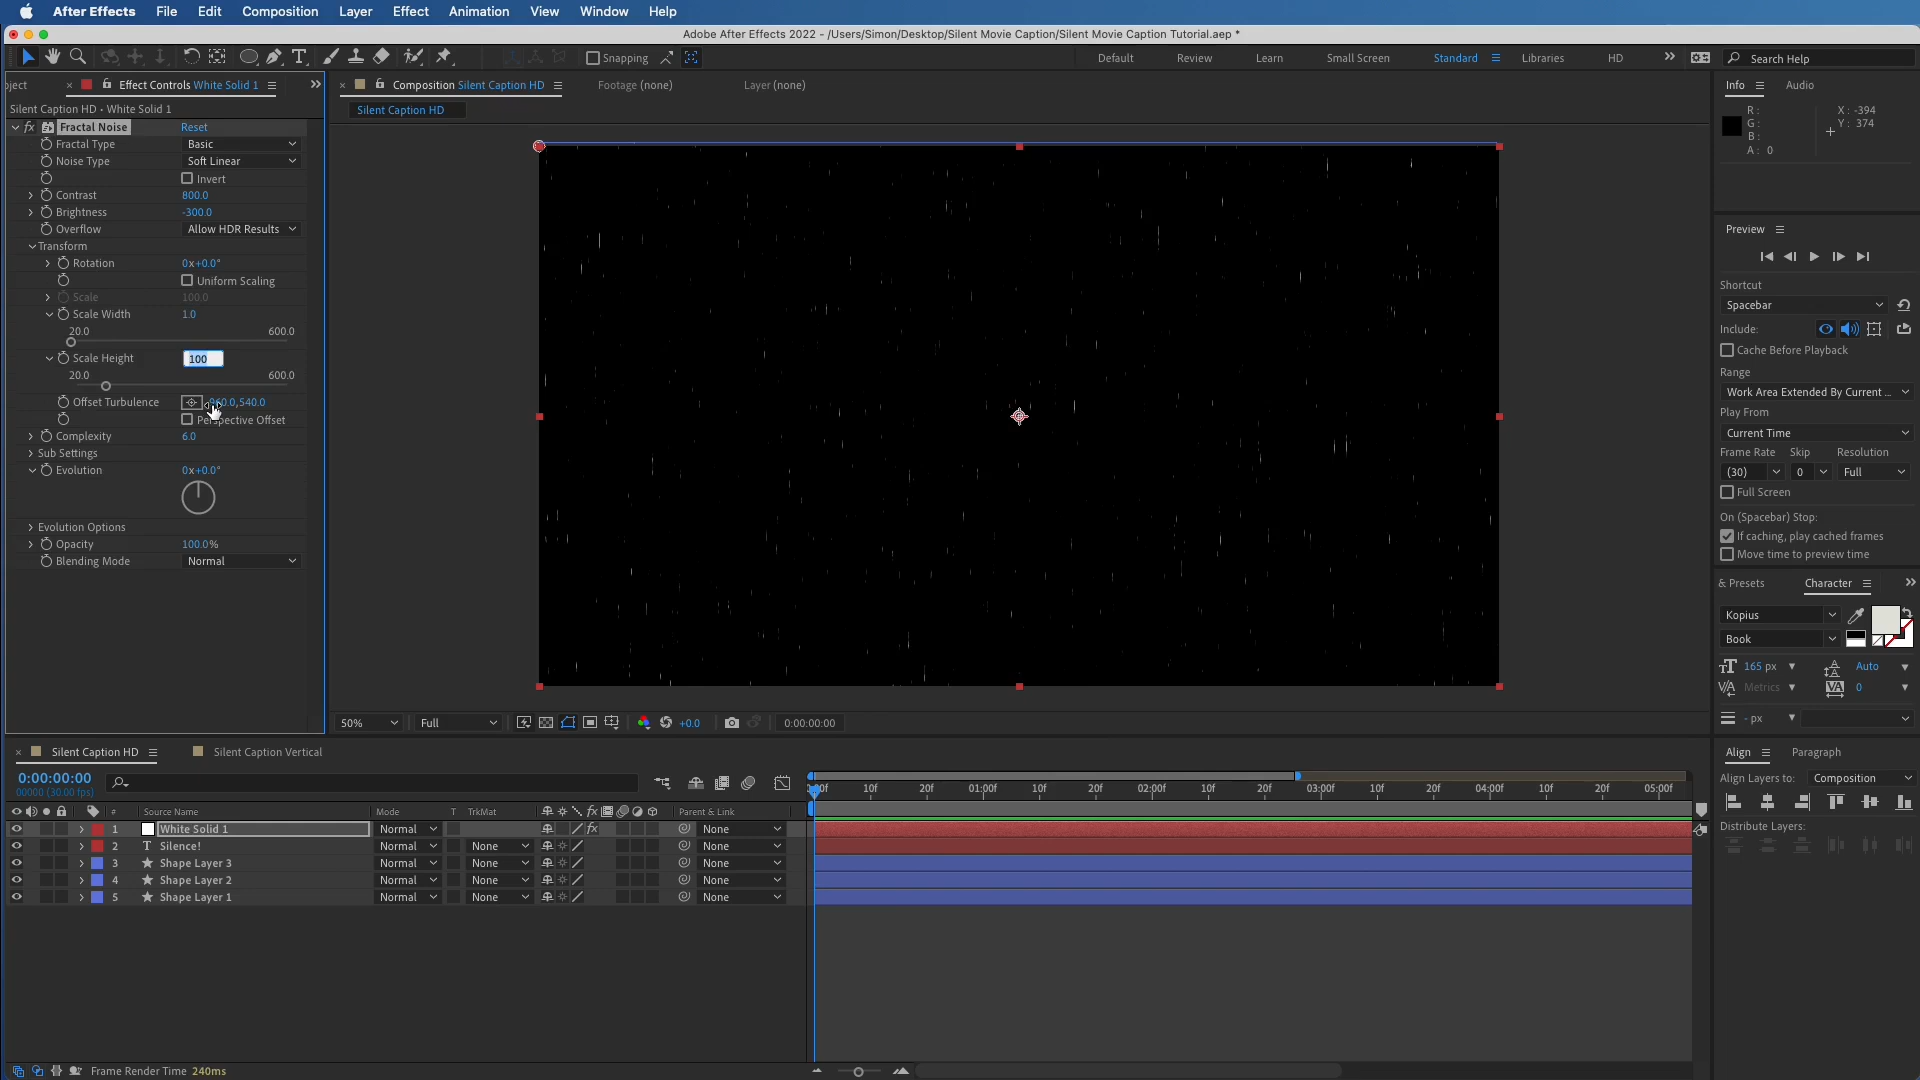 After Effects File Edit Composition Layer Effect Animation View Window Help
Adobe After Effects 2022 - /Users/Simon/Desktop/Silent Movie Caption/Silent Movie Caption Tutorial.aep *
Snapping Default Review Learn Small Screen Standard Libraries HD Search Help
oject Effect Controls White Solid 1
Composition Silent Caption HD
Footage (none)
Layer (none)
Silent Caption HD • White Solid 1
Silent Caption HD
Fractal Noise Reset
Fractal Type Basic
Noise Type Soft Linear
Invert
Contrast 800.0
Brightness -300.0
Overflow Allow HDR Results
Transform
Rotation 0x+0.0°
Uniform Scaling
Scale 100.0
Scale Width 1.0
20.0 600.0
Scale Height 100
20.0 600.0
Offset Turbulence 960.0,540.0
Perspective Offset
Complexity 6.0
Sub Settings
Evolution 0x+0.0°
Evolution Options
Opacity 100.0%
Blending Mode Normal
50% Full +0.0 0:00:00:00
Info Audio
R: X: -394
G: Y: 374
B:
A: 0
Preview
Shortcut
Spacebar
Include:
Cache Before Playback
Range
Work Area Extended By Current ...
Play From
Current Time
Frame Rate Skip Resolution
(30) 0 Full
Full Screen
On (Spacebar) Stop:
If caching, play cached frames
Move time to preview time
& Presets Character
Kopius
Book
165 px Auto
Metrics 0
- px
Align Paragraph
Align Layers to: Composition
Distribute Layers:
Silent Caption HD Silent Caption Vertical
0:00:00:00
00000 (30.00 fps)
:00f 10f 20f 01:00f 10f 20f 02:00f 10f 20f 03:00f 10f 20f 04:00f 10f 20f 05:00f
# Source Name Mode T TrkMat Parent & Link
1 White Solid 1 Normal None
2 T Silence! Normal None None
3 Shape Layer 3 Normal None None
4 Shape Layer 2 Normal None None
5 Shape Layer 1 Normal None None
Frame Render Time 240ms